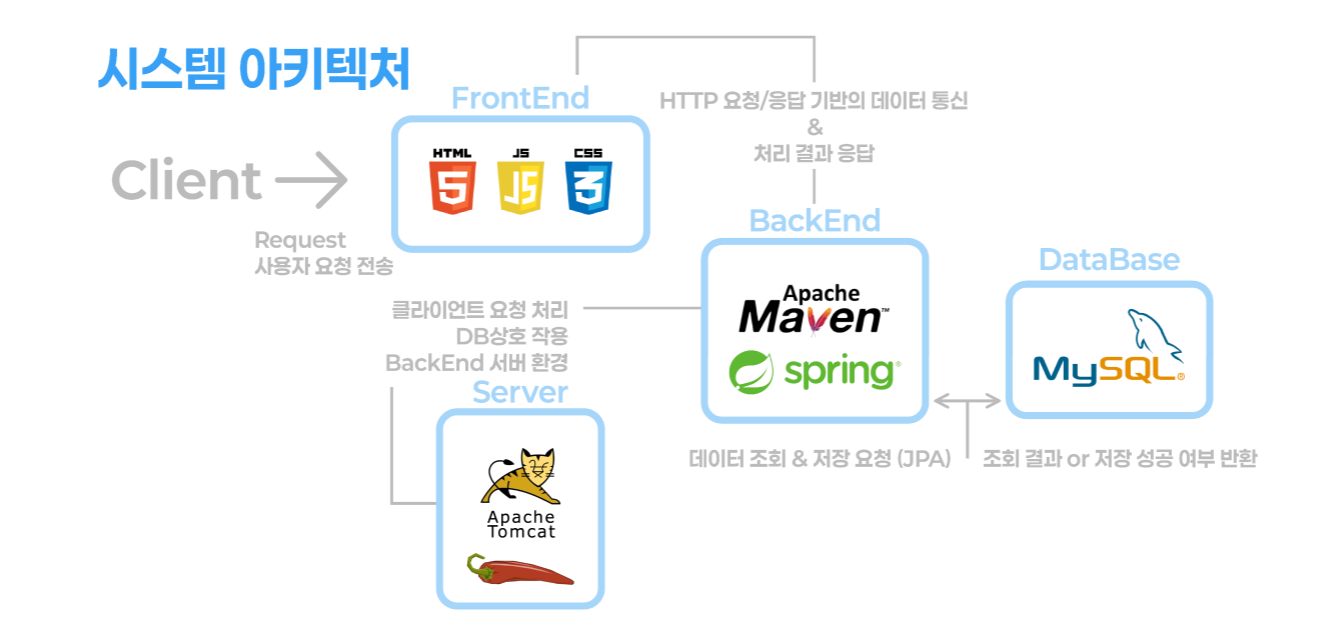 시스템 아키텍처
Client
Request
사용자 요청 전송
FrontEnd
HTML
5
JS
JS
CSS
3
HTTP 요청/응답 기반의 데이터 통신
&
처리 결과 응답
BackEnd
Apache
Maven™
spring®
DataBase
MySQL®
클라이언트 요청 처리
DB상호 작용
BackEnd 서버 환경
Server
Apache
Tomcat
데이터 조회 & 저장 요청 (JPA)
조회 결과 or 저장 성공 여부 반환